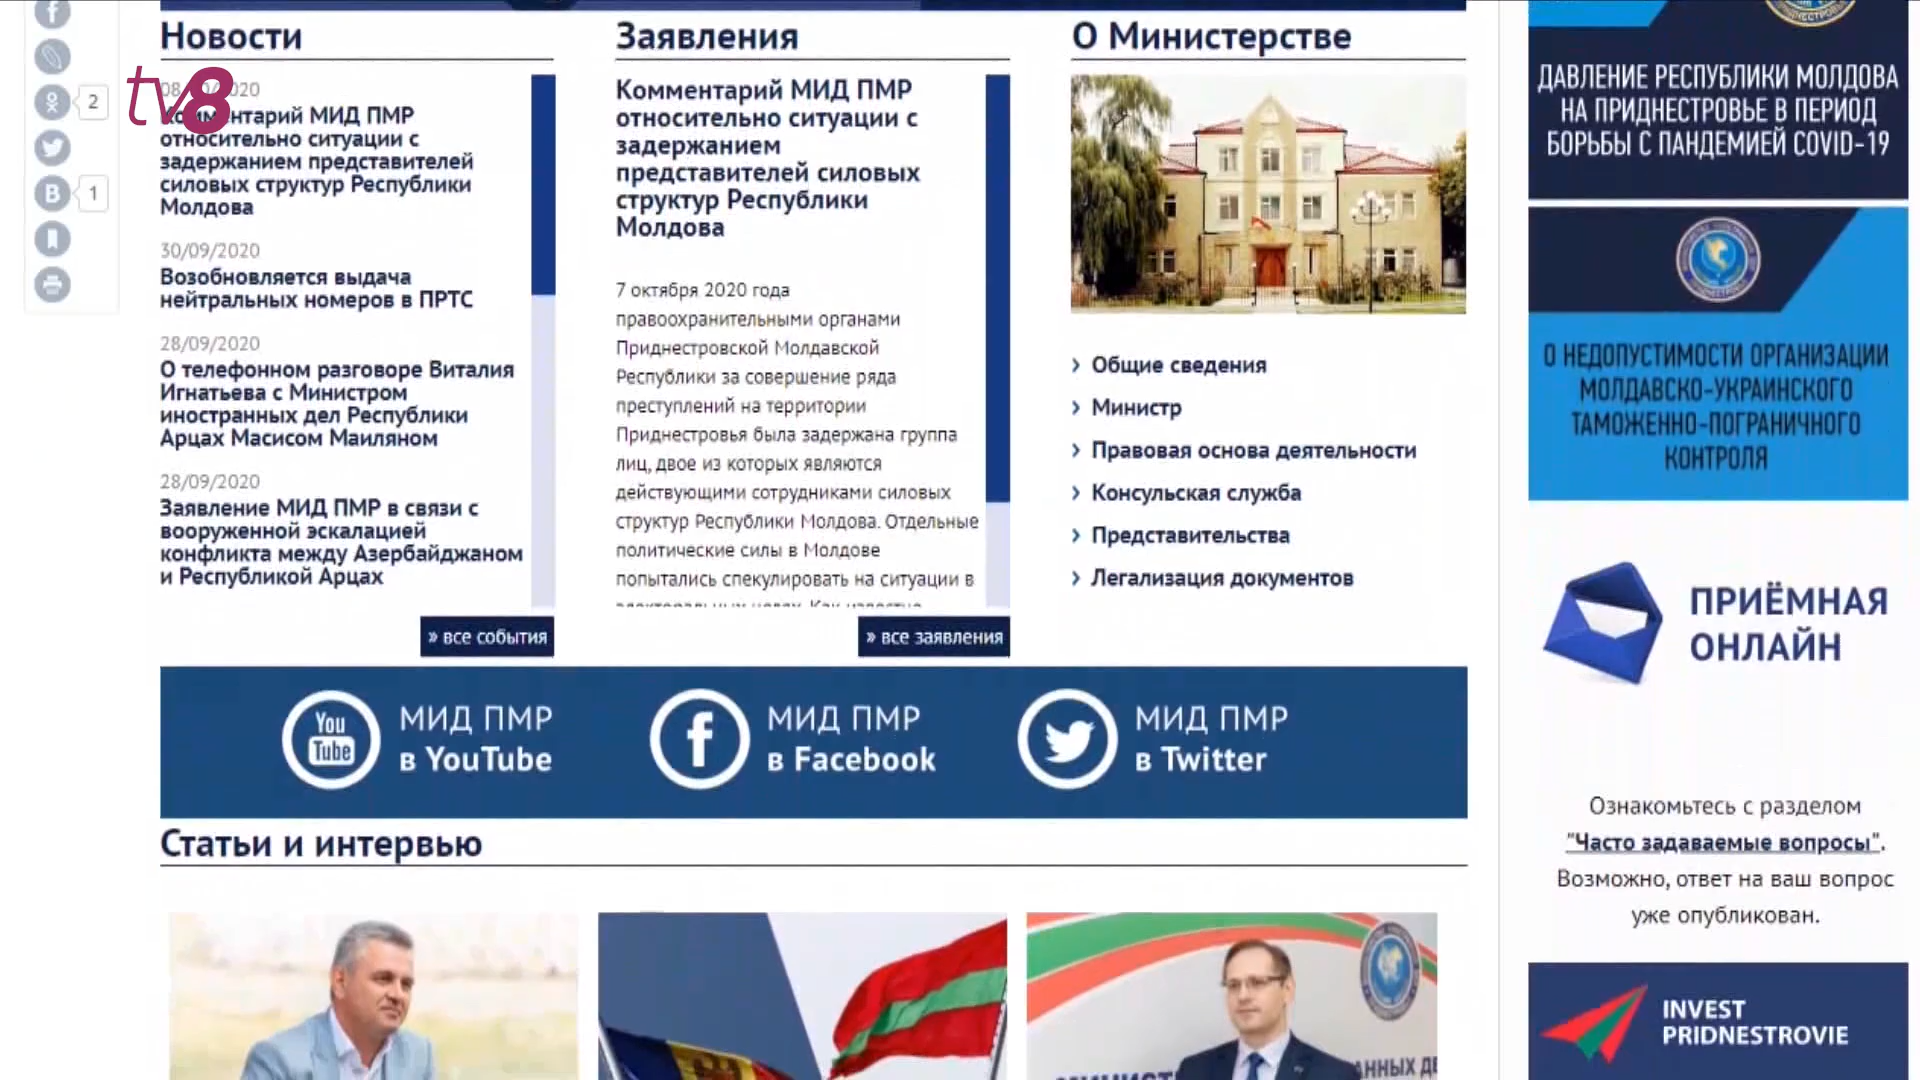 tv8
2
1
Новости
Комментарий МИД ПМР
относительно ситуации с
задержанием представителей
силовых структур Республики
Молдова
30/09/2020
Возобновляется выдача
нейтральных номеров в ПРТС
28/09/2020
О телефонном разговоре Виталия
Игнатьева с Министром
иностранных дел Республики
Арцах Масисом Маиляном
28/09/2020
Заявление МИД ПМР в связи с
вооруженной эскалацией
конфликта между Азербайджаном
и Республикой Арцах
» все события
Заявления
Комментарий МИД ПМР
относительно ситуации с
задержанием
представителей силовых
структур Республики
Молдова
7 октября 2020 года
правоохранительными органами
Приднестровской Молдавской
Республики за совершение ряда
преступлений на территории
Приднестровья была задержана группа
лиц, двое из которых являются
действующими сотрудниками силовых
структур Республики Молдова. Отдельные
политические силы в Молдове
попытались спекулировать на ситуации в
» все заявления
О Министерстве
Общие сведения
Министр
Правовая основа деятельности
Консульская служба
Представительства
Легализация документов
You
Tube
МИД ПМР
в YouTube
МИД ПМР
в Facebook
МИД ПМР
в Twitter
Статьи и интервью
ДАВЛЕНИЕ РЕСПУБЛИКИ МОЛДОВА
НА ПРИДНЕСТРОВЬЕ В ПЕРИОД
БОРЬБЫ С ПАНДЕМИЕЙ COVID-19
О НЕДОПУСТИМОСТИ ОРГАНИЗАЦИИ
МОЛДАВСКО-УКРАИНСКОГО
ТАМОЖЕННО-ПОГРАНИЧНОГО
КОНТРОЛЯ
ПРИЁМНАЯ
ОНЛАЙН
Ознакомьтесь с разделом
"Часто задаваемые вопросы".
Возможно, ответ на ваш вопрос
уже опубликован.
INVEST
PRIDNESTROVIE